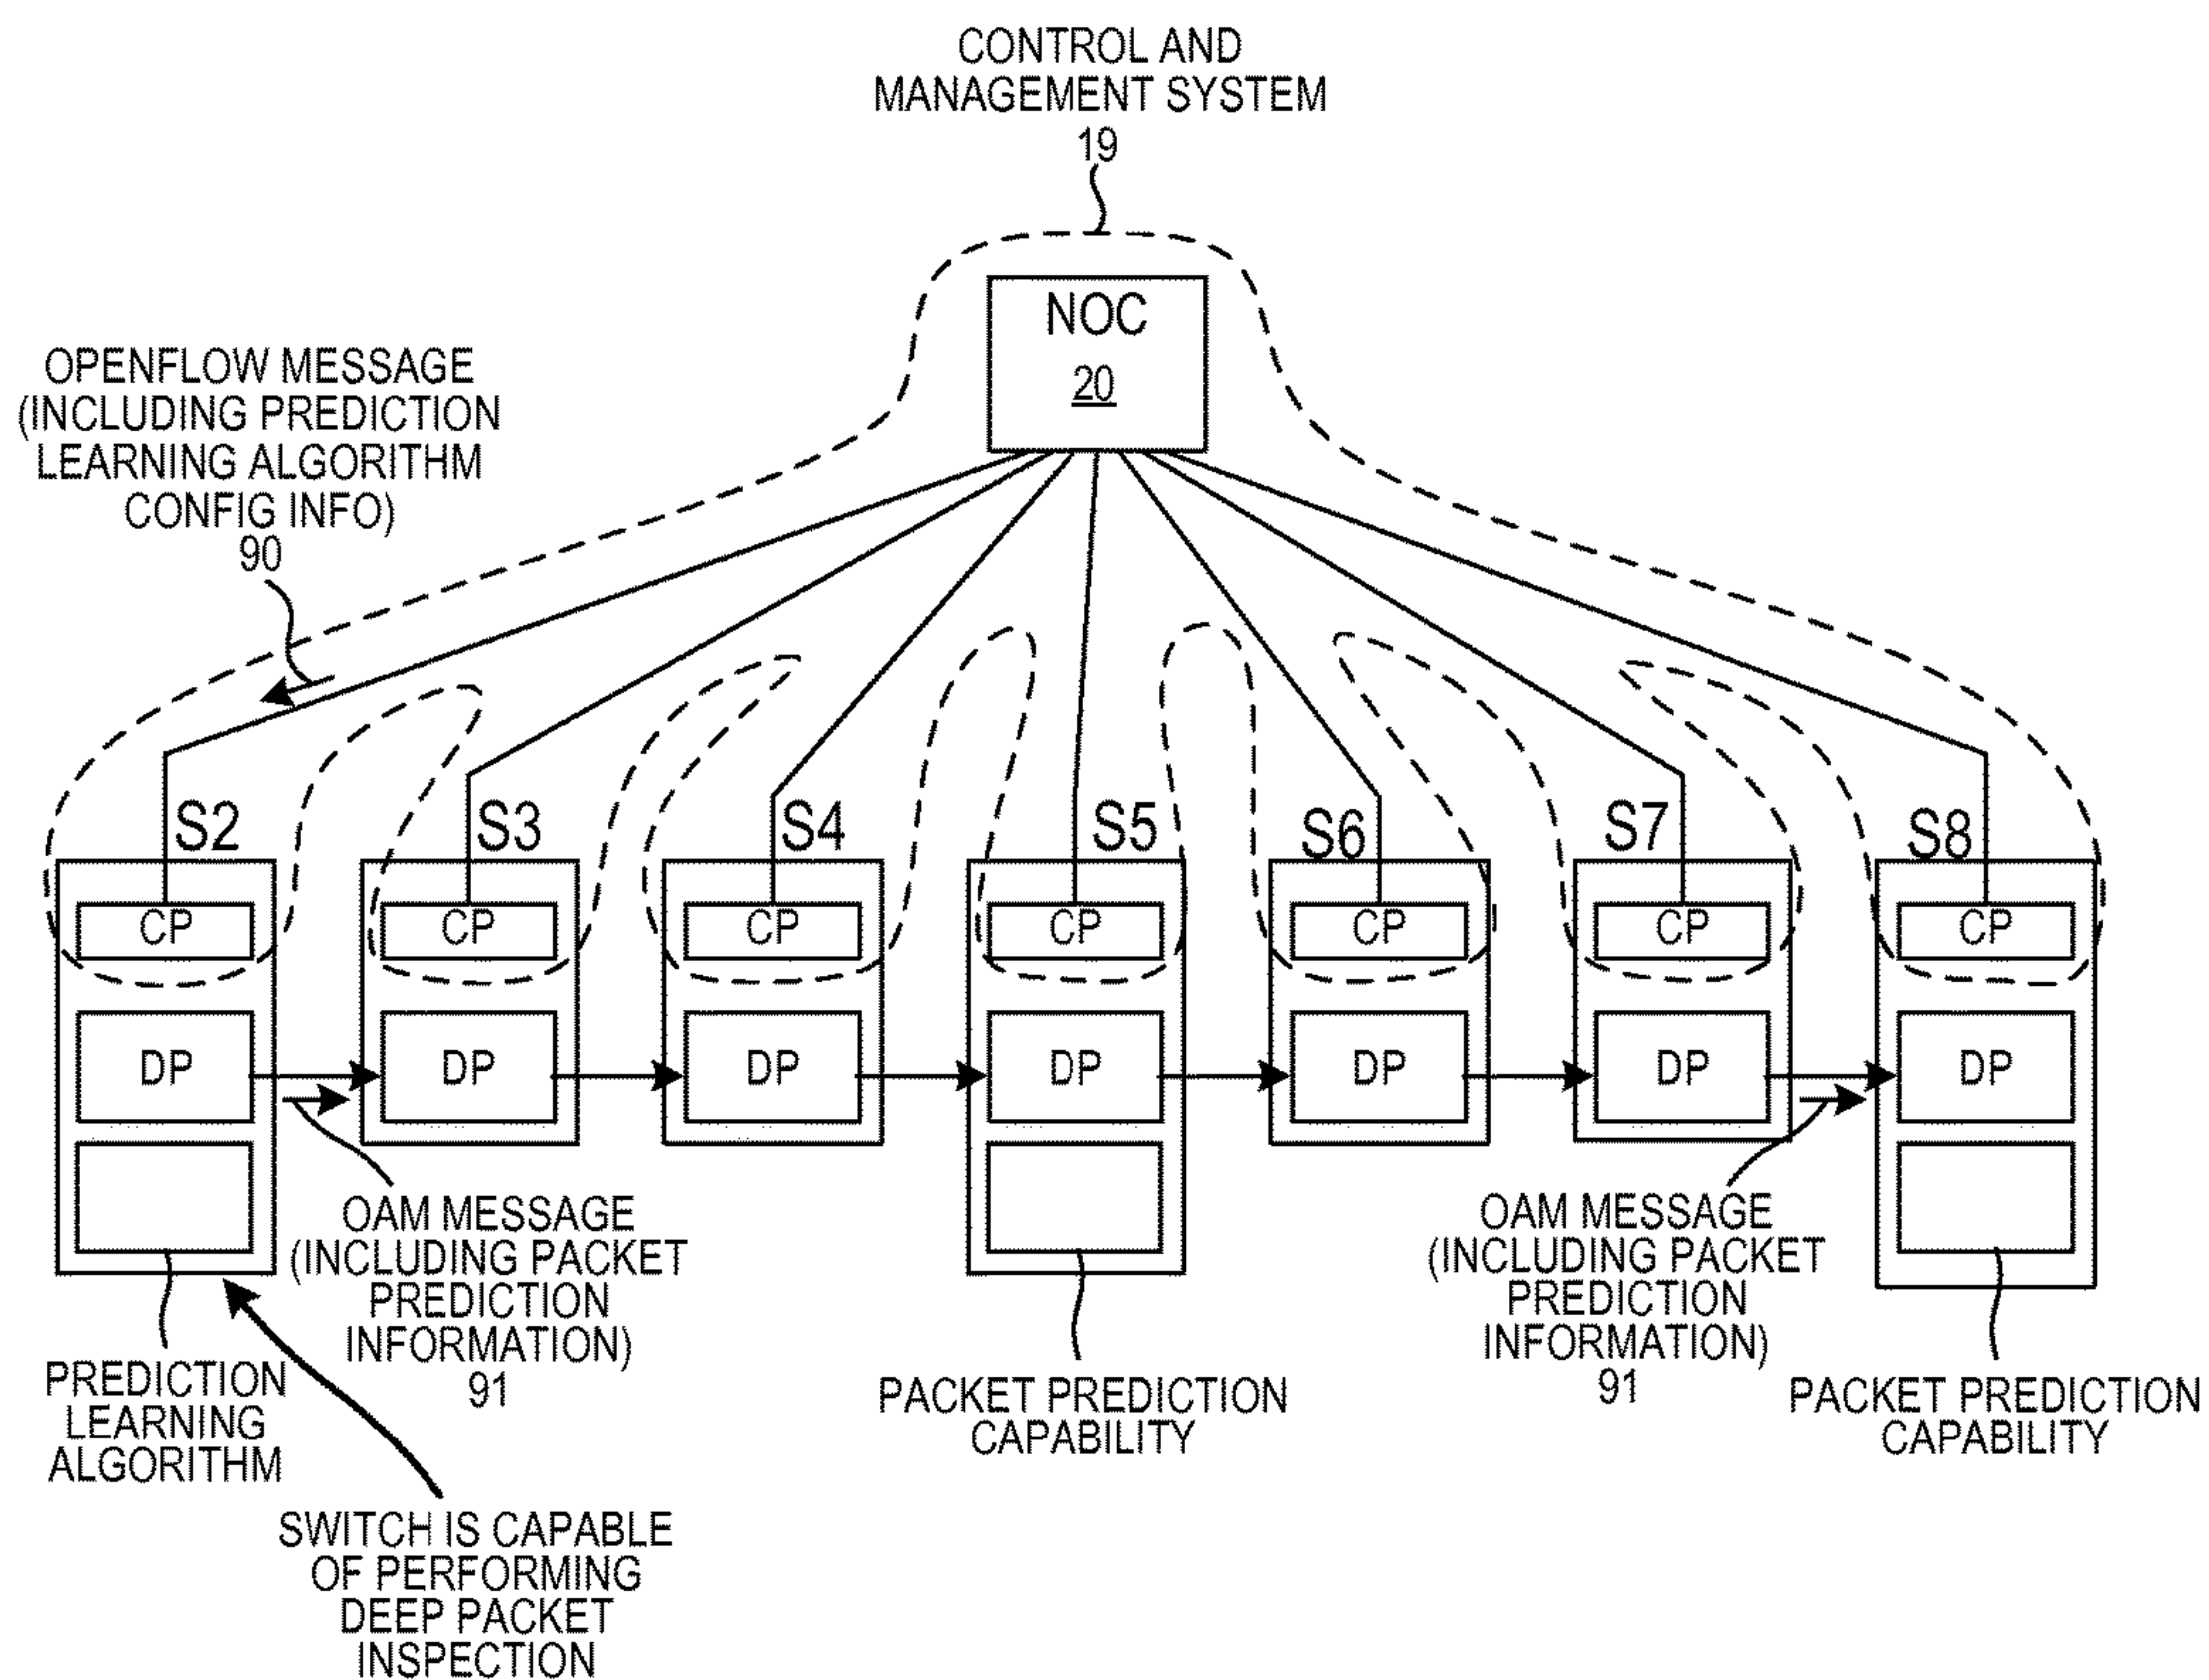 CONTROL AND
MANAGEMENT SYSTEM
19
NOC
20
OPENFLOW MESSAGE
(INCLUDING PREDICTION
LEARNING ALGORITHM
CONFIG INFO)
90
S2
S3
S4
S5
S6
S7
S8
CP
CP
CP
CP
CP
CP
CP
DP
DP
DP
DP
DP
DP
DP
OAM MESSAGE
(INCLUDING PACKET
PREDICTION
INFORMATION)
91
OAM MESSAGE
(INCLUDING PACKET
PREDICTION
INFORMATION)
91
PREDICTION
LEARNING
ALGORITHM
PACKET PREDICTION
CAPABILITY
PACKET PREDICTION
CAPABILITY
SWITCH IS CAPABLE
OF PERFORMING
DEEP PACKET
INSPECTION